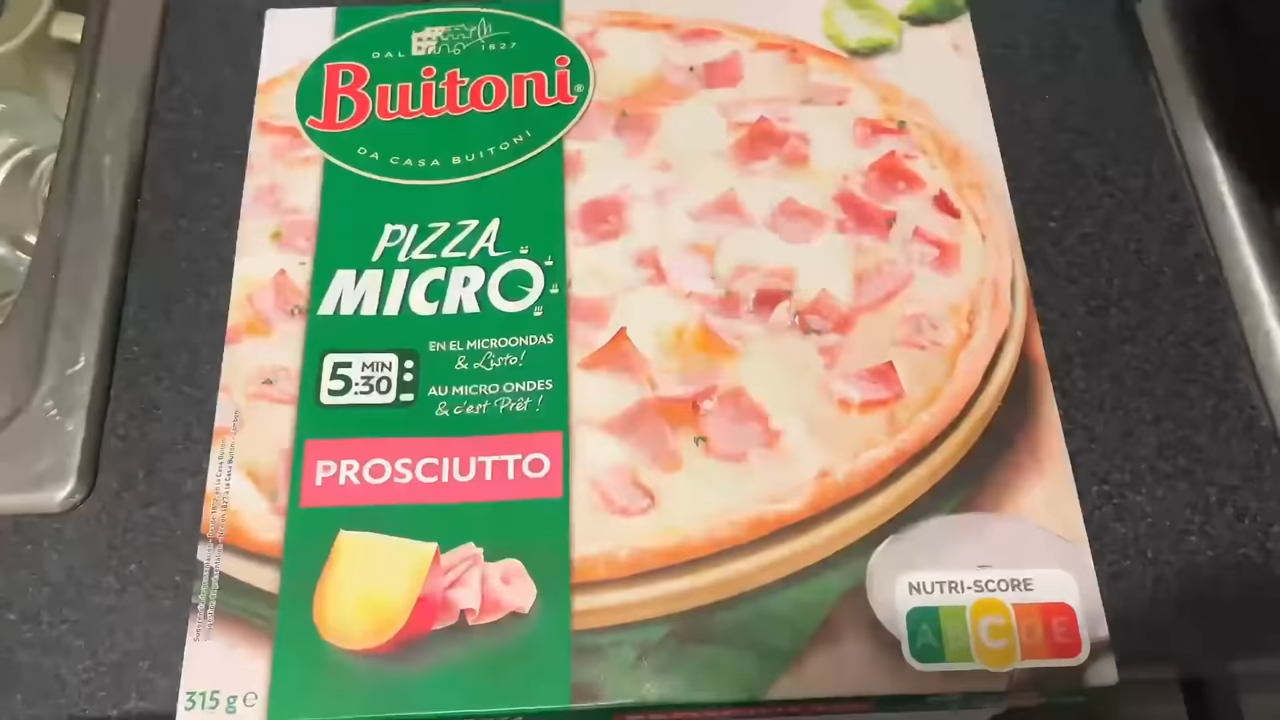 DAL 1827
Buitoni®
DA CASA BUITONI
PIZZA
MICRO
5 MIN :30
EN EL MICROONDAS
& Listo!
AU MICRO ONDES
& c'est Prêt !
PROSCIUTTO
NUTRI-SCORE
A B C D E
315 g e